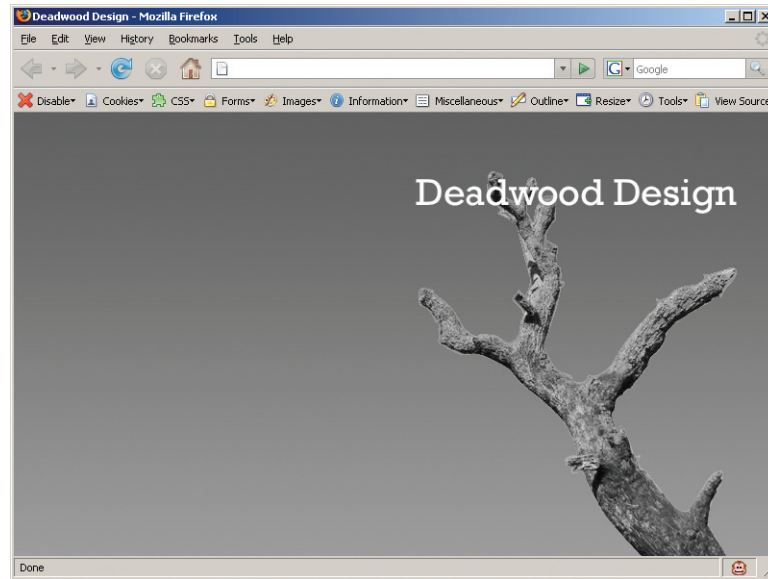 Deadwood Design - Mozilla Firefox
File Edit View History Bookmarks Tools Help
G Google
Disable Cookies CSS Forms Images Information Miscellaneous Outline Resize Tools View Source
Deadwood Design
Done